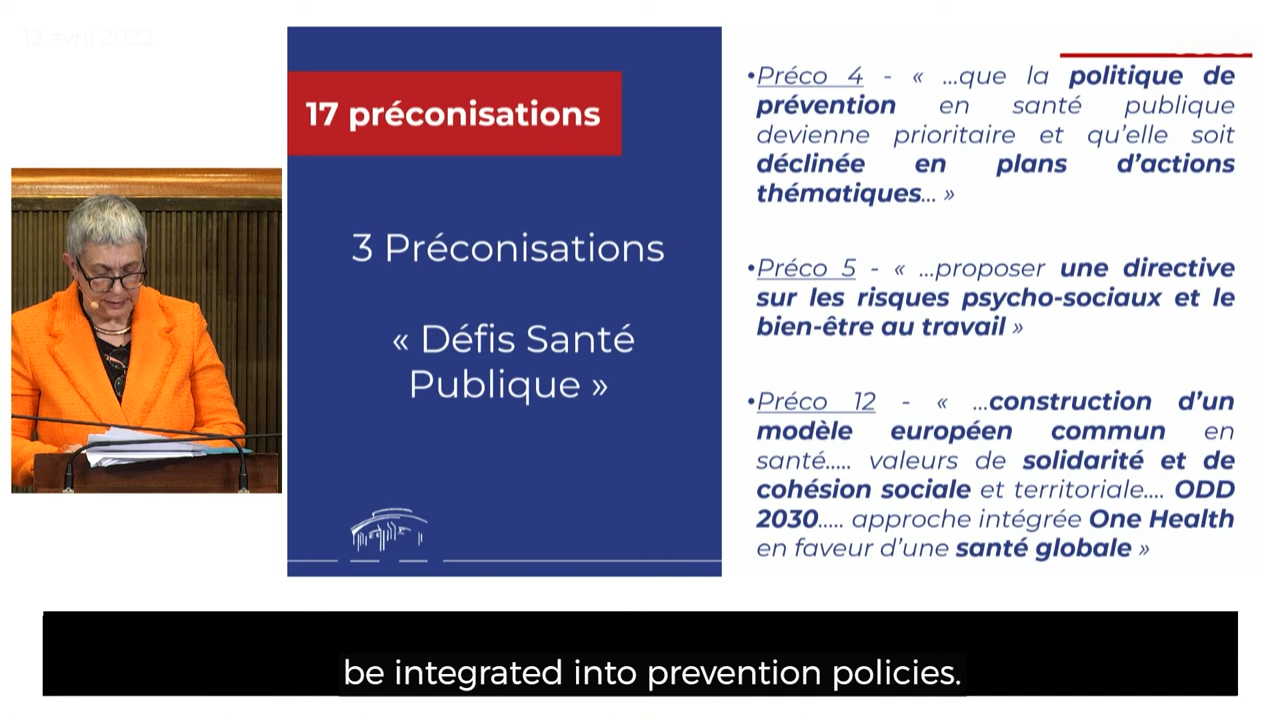 12 avril 2022
17 préconisations
3 Préconisations
« Défis Santé
Publique »
•Préco 4 - « ...que la politique de
prévention en santé publique
devienne prioritaire et qu'elle soit
déclinée en plans d'actions
thématiques... »
•Préco 5 - « ...proposer une directive
sur les risques psycho-sociaux et le
bien-être au travail »
•Préco 12 - « ...construction d'un
modèle européen commun en
santé..... valeurs de solidarité et de
cohésion sociale et territoriale.... ODD
2030..... approche intégrée One Health
en faveur d'une santé globale »
be integrated into prevention policies.